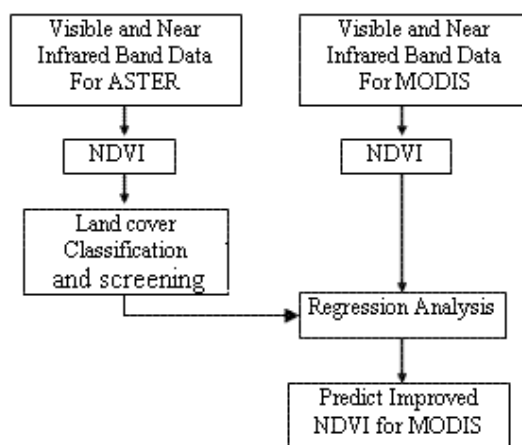 Visible and Near
Infrared Band Data
For ASTER
Visible and Near
Infrared Band Data
For MODIS
NDVI
NDVI
Land cover
Classification
and screening
Regression Analysis
Predict Improved
NDVI for MODIS